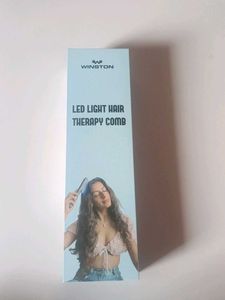 WINSTON
LED LIGHT HAIR
THERAPY COMB